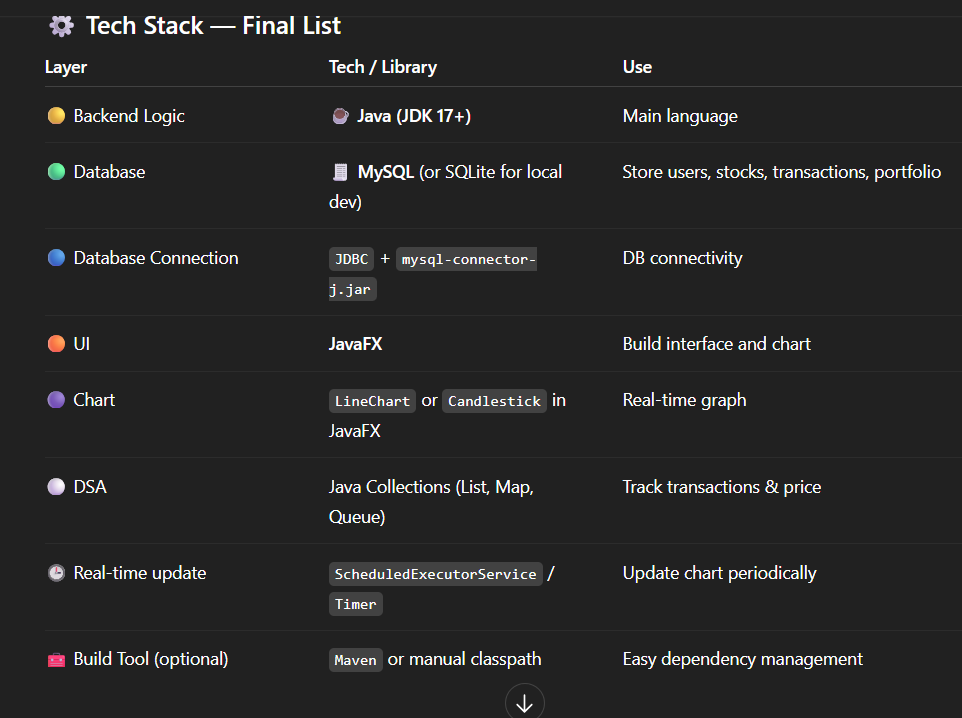 Tech Stack — Final List
Layer Tech / Library Use
Backend Logic Java (JDK 17+) Main language
Database MySQL (or SQLite for local Store users, stocks, transactions, portfolio
dev)
Database Connection JDBC + mysql-connector- DB connectivity
j.jar
UI JavaFX Build interface and chart
Chart LineChart or Candlestick in Real-time graph
JavaFX
DSA Java Collections (List, Map, Track transactions & price
Queue)
Real-time update ScheduledExecutorService / Update chart periodically
Timer
Build Tool (optional) Maven or manual classpath Easy dependency management